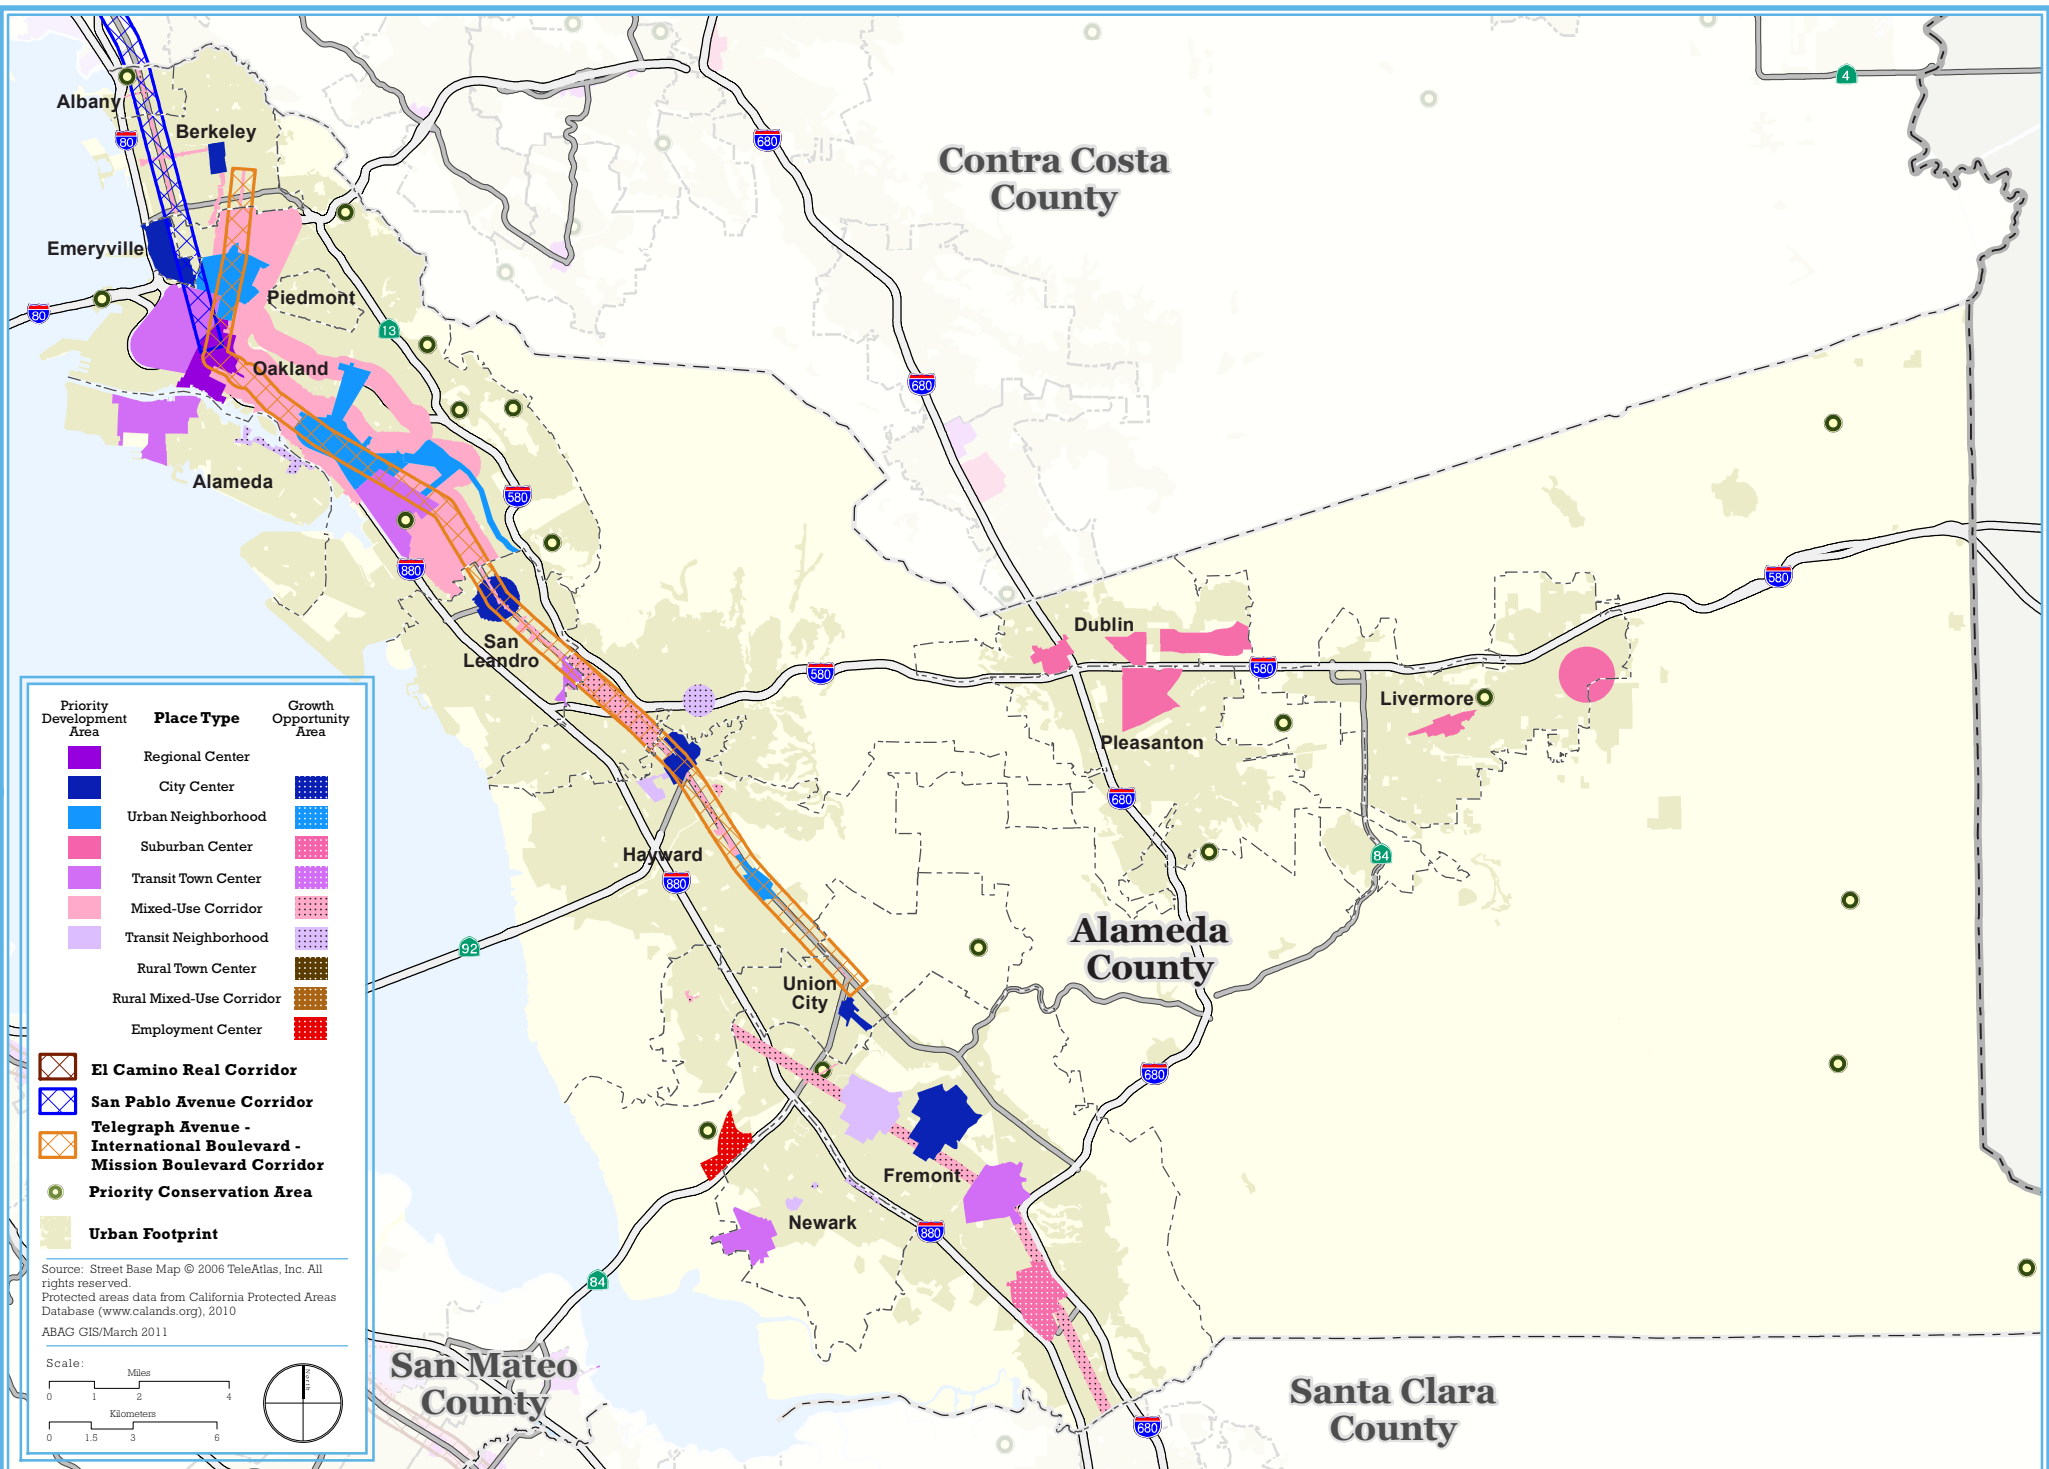 4
Albany
80
Berkeley
680
Contra Costa
County
Emeryville
80
Piedmont
13
Oakland
680
Alameda
580
880
580
San
Leandro
Dublin
580
580
Livermore
Pleasanton
680
84
Hayward
880
92
Alameda
County
Union
City
680
Fremont
Newark
880
84
San Mateo
County
Santa Clara
County
680
Priority
Development
Area
Place Type
Growth
Opportunity
Area
Regional Center
City Center
Urban Neighborhood
Suburban Center
Transit Town Center
Mixed-Use Corridor
Transit Neighborhood
Rural Town Center
Rural Mixed-Use Corridor
Employment Center
El Camino Real Corridor
San Pablo Avenue Corridor
Telegraph Avenue -
International Boulevard -
Mission Boulevard Corridor
Priority Conservation Area
Urban Footprint
Source: Street Base Map © 2006 TeleAtlas, Inc. All
rights reserved.
Protected areas data from California Protected Areas
Database (www.calands.org), 2010
ABAG GIS/March 2011
Scale:
Miles
0 1 2 4
Kilometers
0 1.5 3 6
North
580